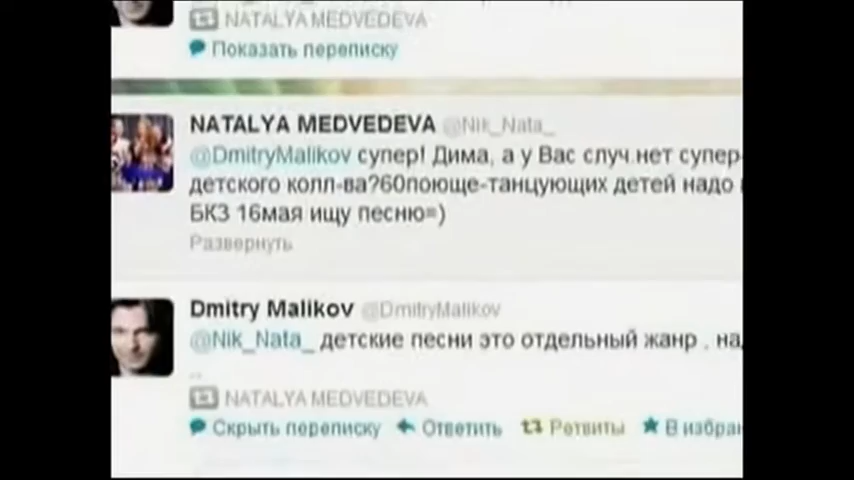 NATALYA MEDVEDEVA
Показать переписку
NATALYA MEDVEDEVA @Nik_Nata_
@DmitryMalikov супер! Дима, а у Вас случ.нет супер-
детского колл-ва?60поюще-танцующих детей надо
БКЗ 16мая ищу песню=)
Развернуть
Dmitry Malikov @DmitryMalikov
@Nik_Nata_ детские песни это отдельный жанр , на
..
NATALYA MEDVEDEVA
Скрыть переписку Ответить Ретвиты В избран